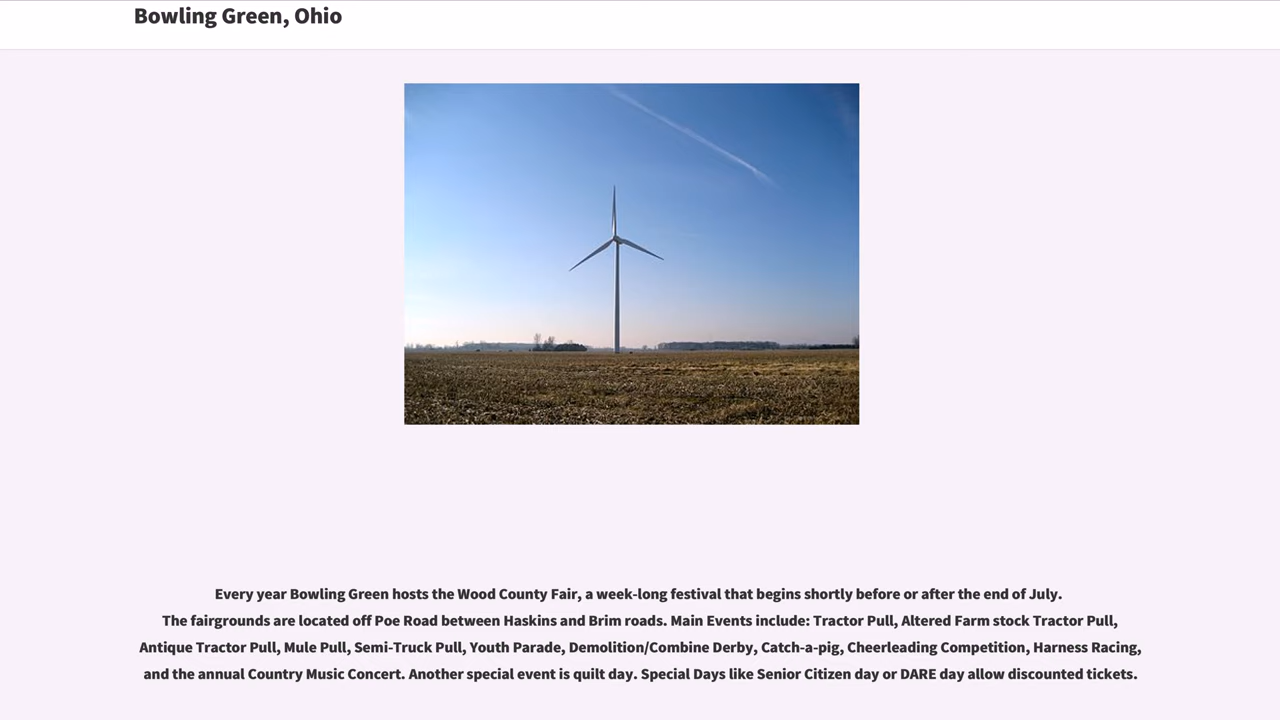 Bowling Green, Ohio
Every year Bowling Green hosts the Wood County Fair, a week-long festival that begins shortly before or after the end of July.
The fairgrounds are located off Poe Road between Haskins and Brim roads. Main Events include: Tractor Pull, Altered Farm stock Tractor Pull,
Antique Tractor Pull, Mule Pull, Semi-Truck Pull, Youth Parade, Demolition/Combine Derby, Catch-a-pig, Cheerleading Competition, Harness Racing,
and the annual Country Music Concert. Another special event is quilt day. Special Days like Senior Citizen day or DARE day allow discounted tickets.